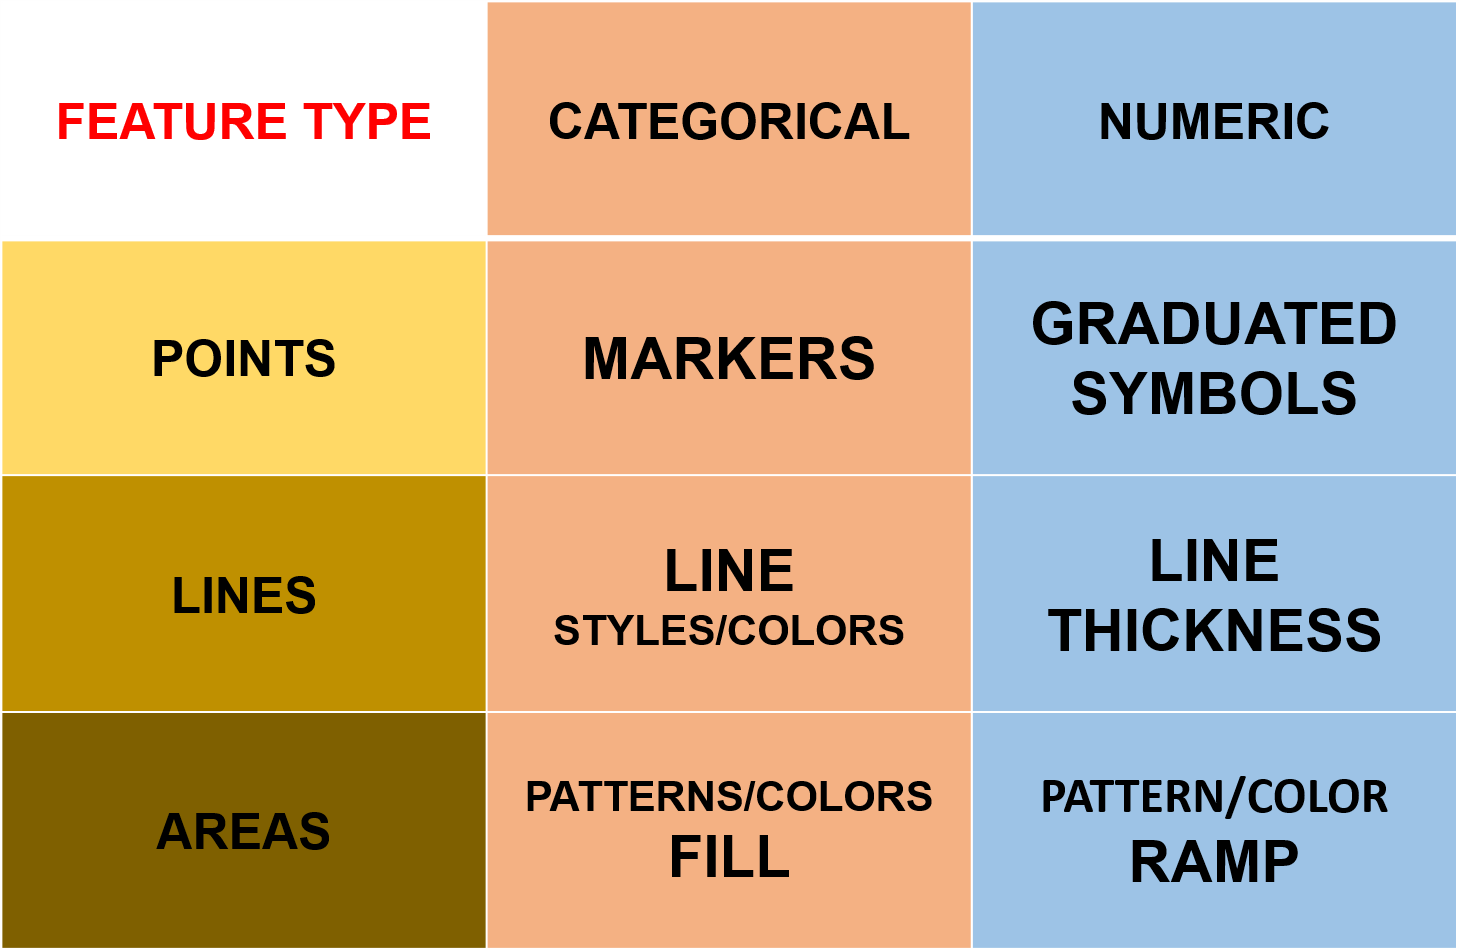 FEATURE TYPE
CATEGORICAL
NUMERIC
POINTS
MARKERS
GRADUATED
SYMBOLS
LINES
LINE
STYLES/COLORS
LINE
THICKNESS
AREAS
PATTERNS/COLORS
FILL
PATTERN/COLOR
RAMP